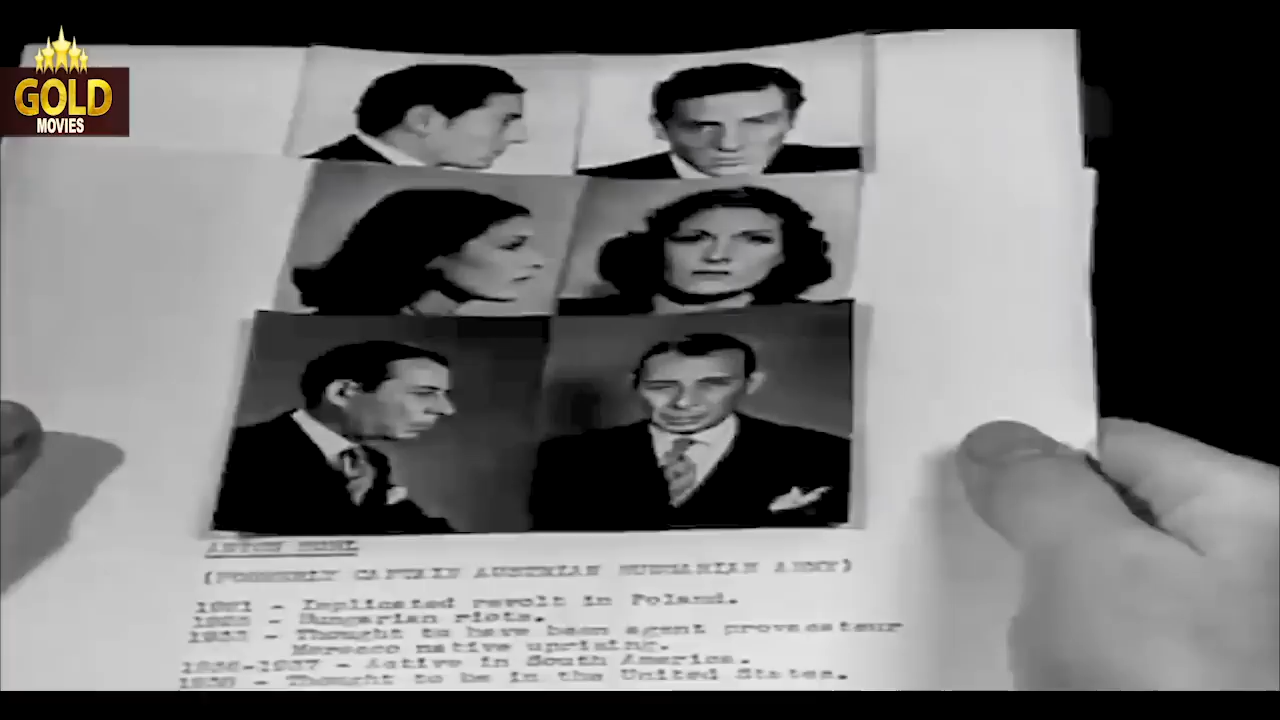 GOLD
MOVIES
(FORMERLY CAPTAIN AUSTRIAN HUNGARIAN ARMY)
- Implicated revolt in Poland.
- Hungarian riots.
- Thought to have been agent provocateur
Morocco native uprising.
-1937 - Active in South America.
- Thought to be in the United States.